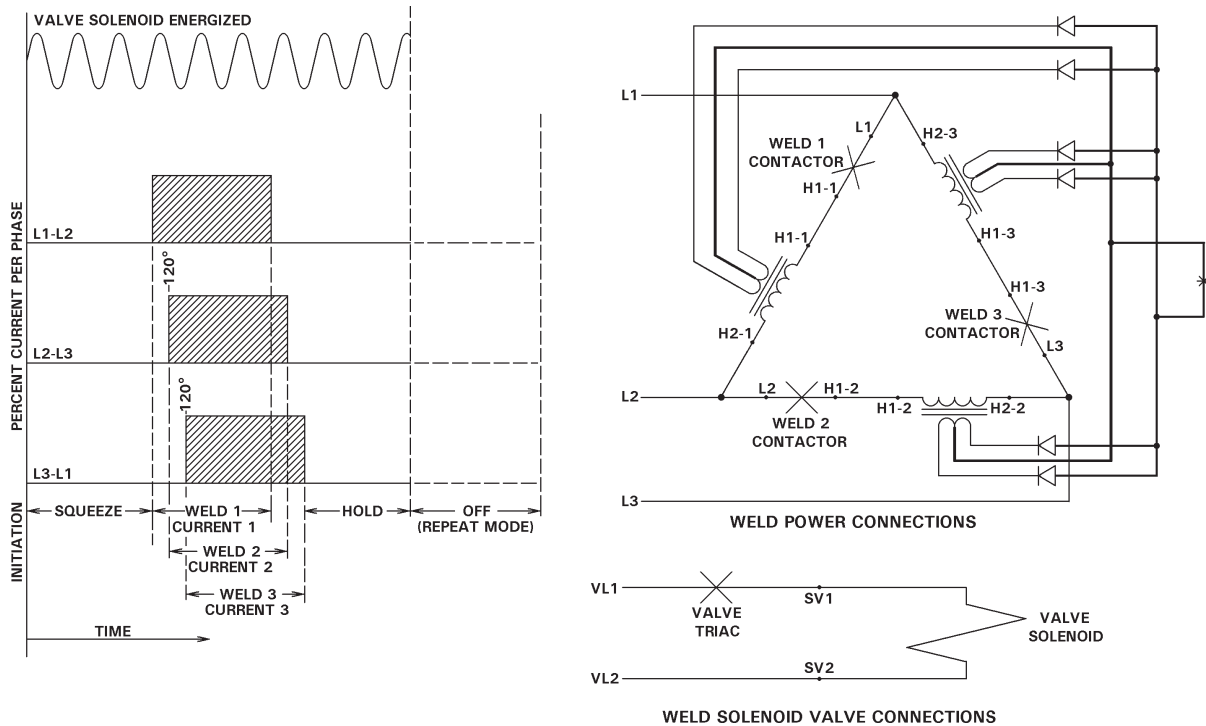 VALVE SOLENOID ENERGIZED
PERCENT CURRENT PER PHASE
INITIATION
L1-L2
120°
L2-L3
120°
L3-L1
SQUEEZE
WELD 1
CURRENT 1
HOLD
OFF
(REPEAT MODE)
WELD 2
CURRENT 2
WELD 3
CURRENT 3
TIME
L1
L1
H2-3
WELD 1
CONTACTOR
H1-1
H1-1
H1-3
H1-3
WELD 3
CONTACTOR
H2-1
L3
L2
L2
H1-2
H1-2
H2-2
WELD 2
CONTACTOR
L3
WELD POWER CONNECTIONS
VL1
SV1
VALVE
TRIAC
VALVE
SOLENOID
SV2
VL2
WELD SOLENOID VALVE CONNECTIONS